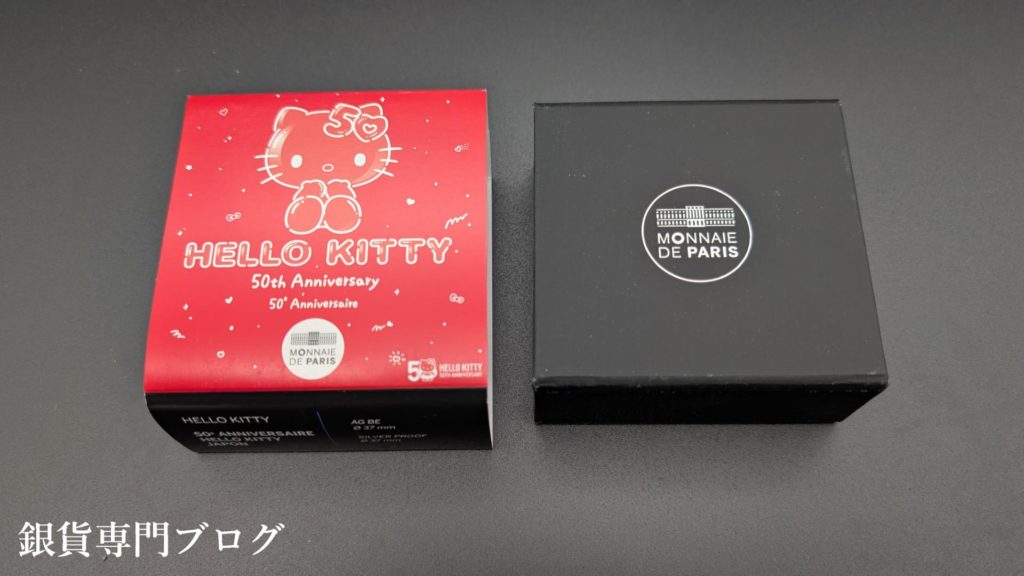 50
HELLO KITTY
50th Anniversary
50e Anniversaire
MONNAIE
DE PARIS
50 HELLO KITTY
50TH ANNIVERSARY
HELLO KITTY
50e ANNIVERSAIRE
HELLO KITTY
JAPON
AG BE
Ø 37 mm
SILVER PROOF
Ø 37 mm
MONNAIE
DE PARIS
銀貨専門ブログ